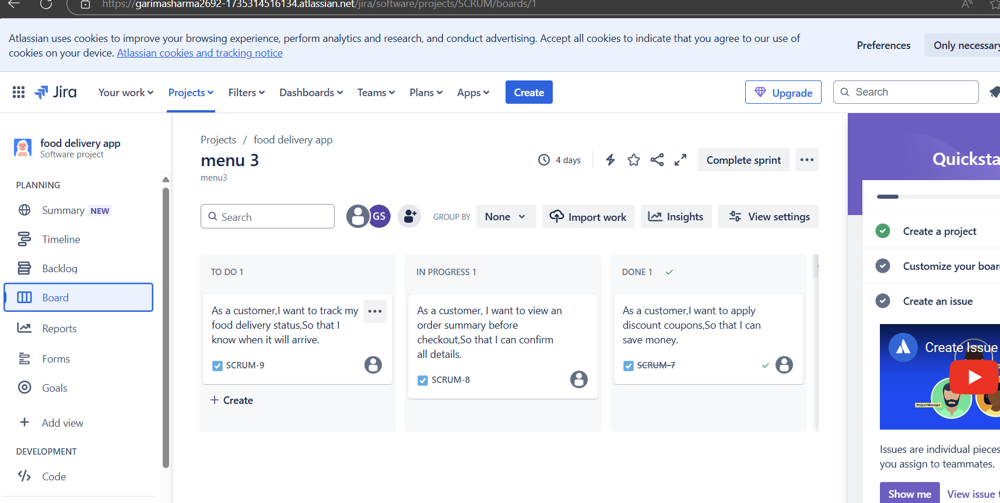 https://garimasharma2692-1735314516134.atlassian.net/jira/software/projects/SCRUM/boards/1
Atlassian uses cookies to improve your browsing experience, perform analytics and research, and conduct advertising. Accept all cookies to indicate that you agree to our use of
cookies on your device. Atlassian cookies and tracking notice
Preferences
Only necessary
Jira
Your work
Projects
Filters
Dashboards
Teams
Plans
Apps
Create
Upgrade
Search
food delivery app
Software project
PLANNING
Summary NEW
Timeline
Backlog
Board
Reports
Forms
Goals
Add view
DEVELOPMENT
Code
Projects / food delivery app
menu 3
menu3
4 days
Complete sprint
Search
GS
GROUP BY
None
Import work
Insights
View settings
TO DO 1
As a customer,I want to track my
food delivery status,So that I
know when it will arrive.
SCRUM-9
+ Create
IN PROGRESS 1
As a customer, I want to view an
order summary before
checkout,So that I can confirm
all details.
SCRUM-8
DONE 1
As a customer,I want to apply
discount coupons,So that I can
save money.
SCRUM-7
Quicksta
Create a project
Customize your boar
Create an issue
Create Issue
Project Manager
Issues are individual pieces
you assign to teammates.
Show me
View issue t